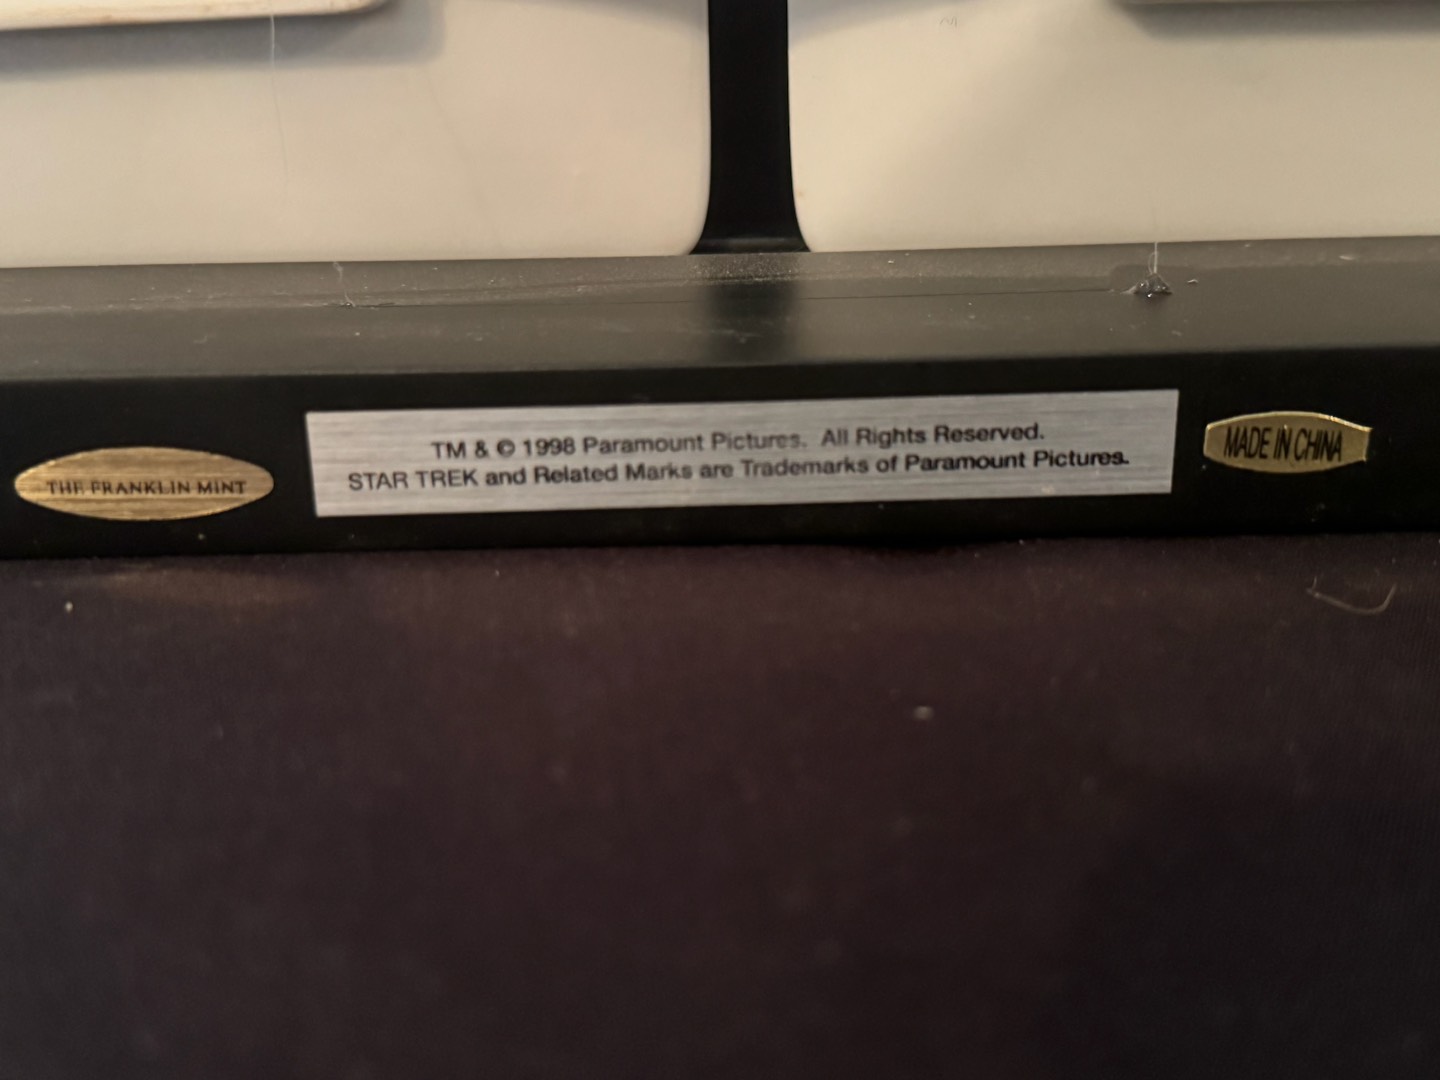 THE FRANKLIN MINT
TM & © 1998 Paramount Pictures. All Rights Reserved.
STAR TREK and Related Marks are Trademarks of Paramount Pictures.
MADE IN CHINA